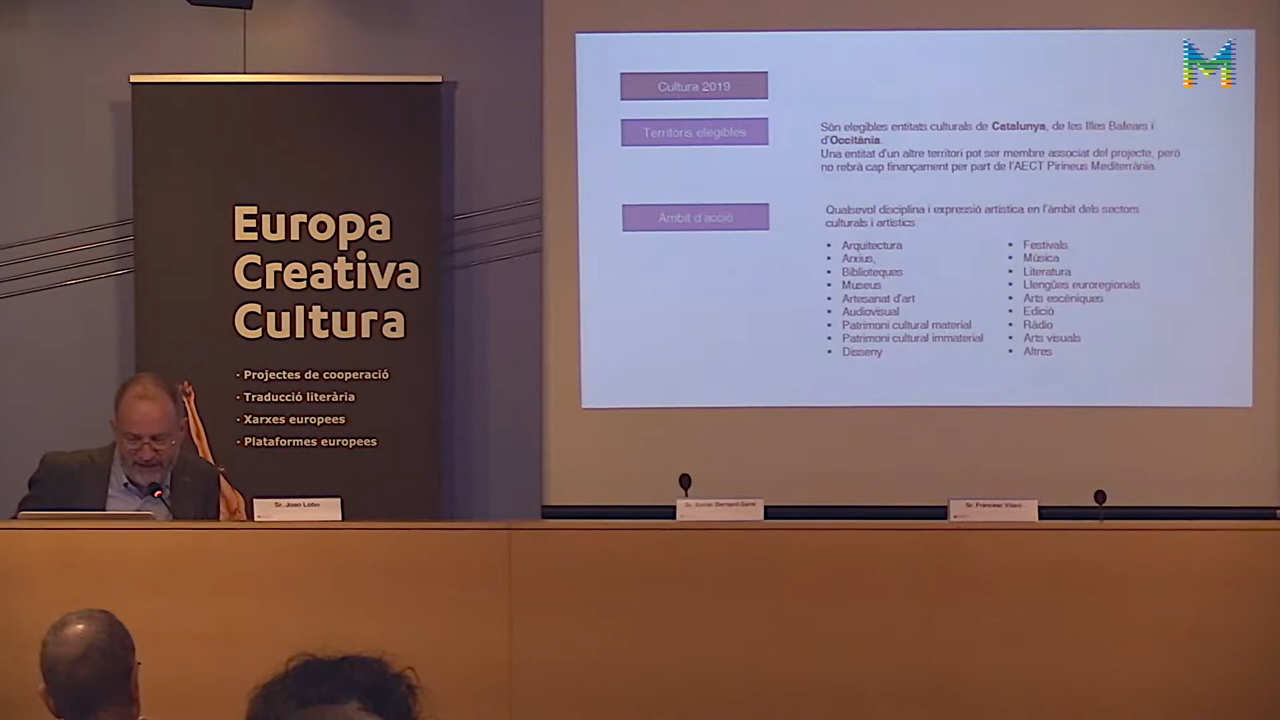 Europa
Creativa
Cultura
· Projectes de cooperació
· Traducció literària
· Xarxes europees
· Plataformes europees
Cultura 2019
Territoris elegibles
Són elegibles entitats culturals de Catalunya, de les Illes Balears i
d'Occitània.
Una entitat d'un altre territori pot ser membre associat del projecte, però
no rebrà cap finançament per part de l'AECT Pirineus Mediterrània.
Àmbit d'acció
Qualsevol disciplina i expressió artística en l'àmbit dels sectors
culturals i artístics:
• Arquitectura
• Arxius,
• Biblioteques
• Museus
• Artesanat d'art
• Audiovisual
• Patrimoni cultural material
• Patrimoni cultural immaterial
• Disseny
• Festivals
• Música
• Literatura
• Llengües euroregionals
• Arts escèniques
• Edició
• Ràdio
• Arts visuals
• Altres
M
Sr. Joao Lobo
Sr. Xavier
Sr. Francesc Vilaró